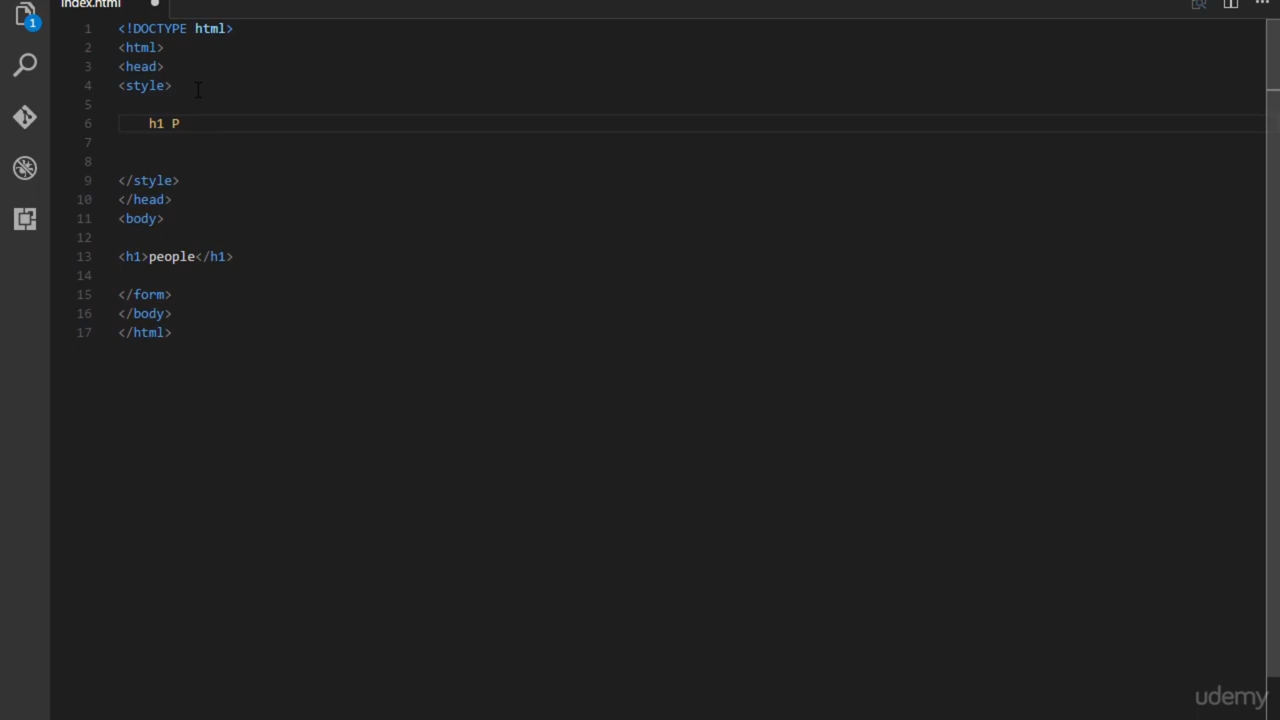 index.html
1
1 <!DOCTYPE html>
2 <html>
3 <head>
4 <style>
5
6 h1 P
7
8
9 </style>
10 </head>
11 <body>
12
13 <h1>people</h1>
14
15 </form>
16 </body>
17 </html>
udemy